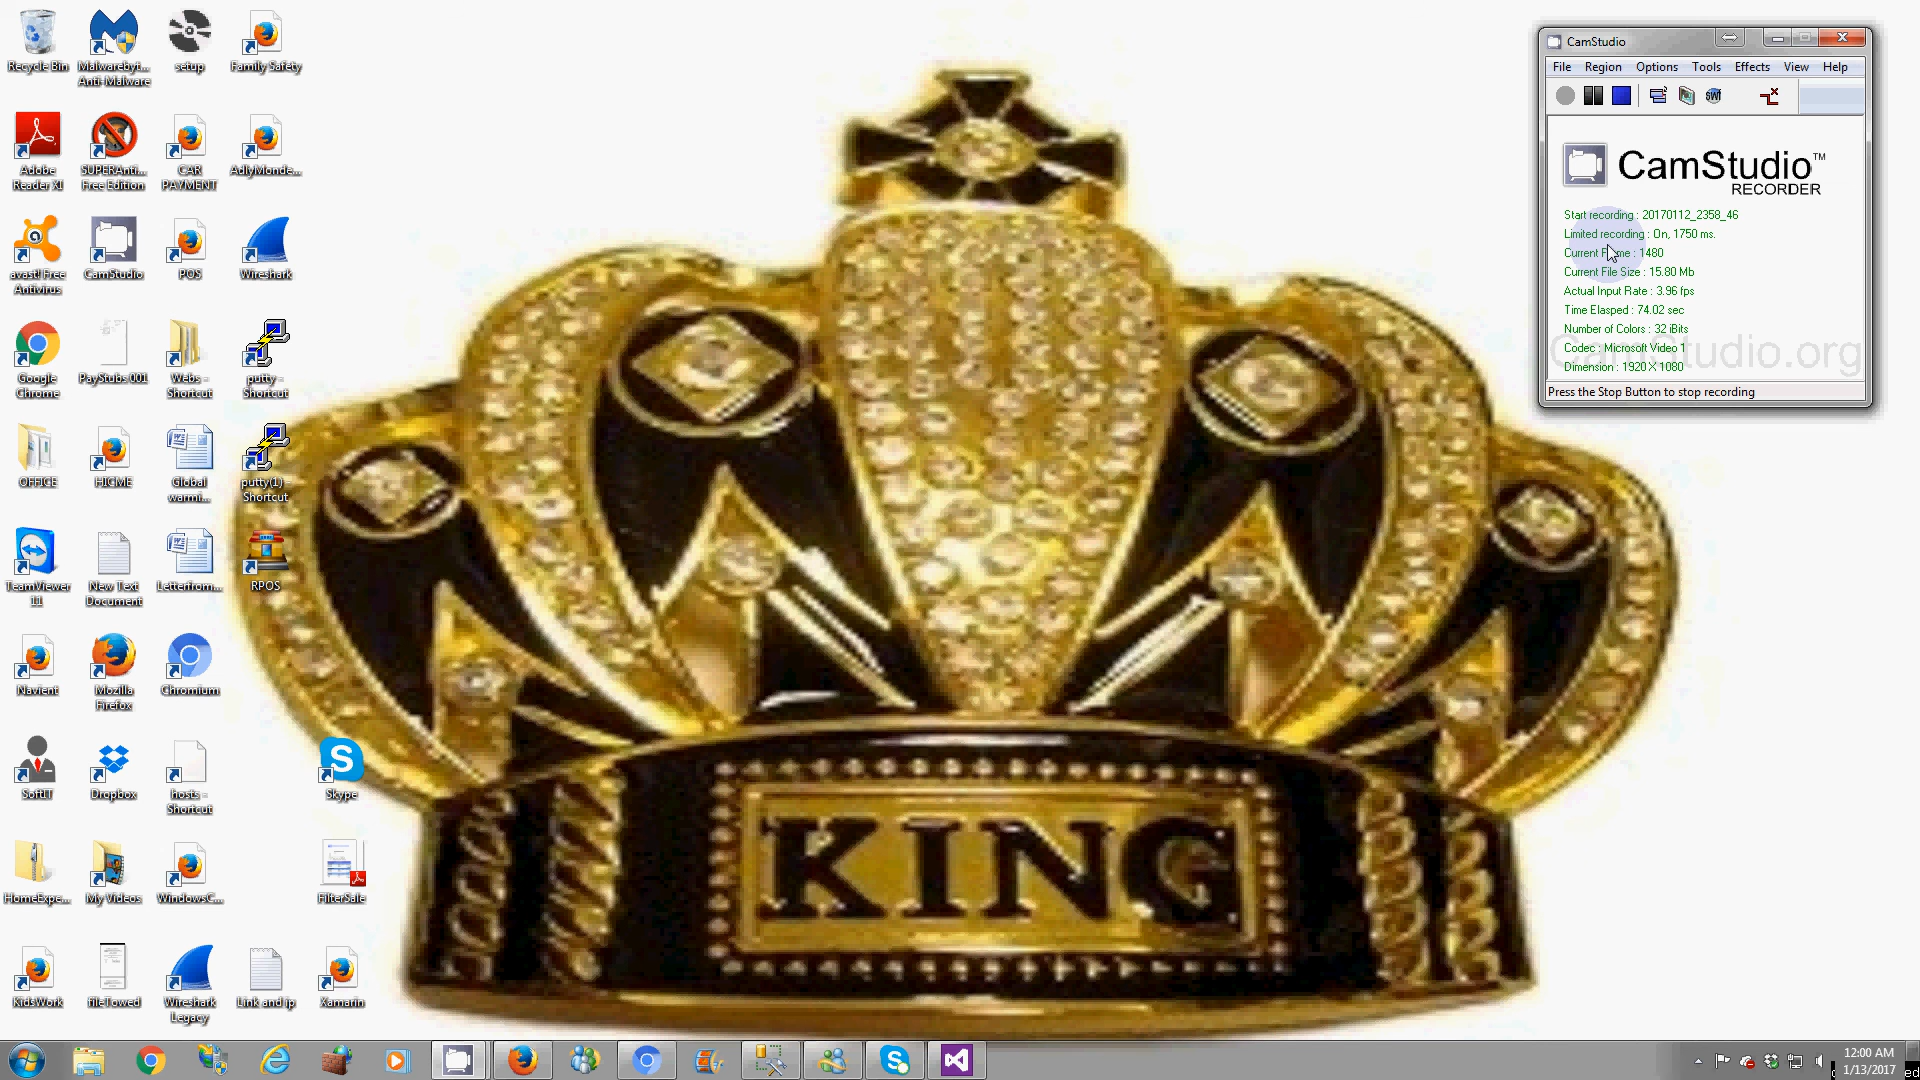 Recycle Bin
Malwarebyt...
Anti-Malware
setup
Family Safety
Adobe
Reader XI
SUPERAnti...
Free Edition
CAR
PAYMENT
AdlyMonde...
avast! Free
Antivirus
CamStudio
POS
Wireshark
Google
Chrome
PayStubs.001
Webs -
Shortcut
putty -
Shortcut
OFFICE
HICME
Global
warmi...
putty(1) -
Shortcut
TeamViewer
11
New Text
Document
Letterfrom...
RPOS
Navient
Mozilla
Firefox
Chromium
SoftIT
Dropbox
hosts -
Shortcut
Skype
HomeExpe...
My Videos
WindowsC...
FilterSale
KidsWork
fileTowed
Wireshark
Legacy
Link and ip
Xamarin
KING
CamStudio
File Region Options Tools Effects View Help
CamStudio™
RECORDER
Start recording : 20170112_2358_46
Limited recording : On, 1750 ms.
Current Frame : 1480
Current File Size : 15.80 Mb
Actual Input Rate : 3.96 fps
Time Elasped : 74.02 sec
Number of Colors : 32 iBits
Codec : Microsoft Video 1
Dimension : 1920 X 1080
CamStudio.org
Press the Stop Button to stop recording
12:00 AM
1/13/2017